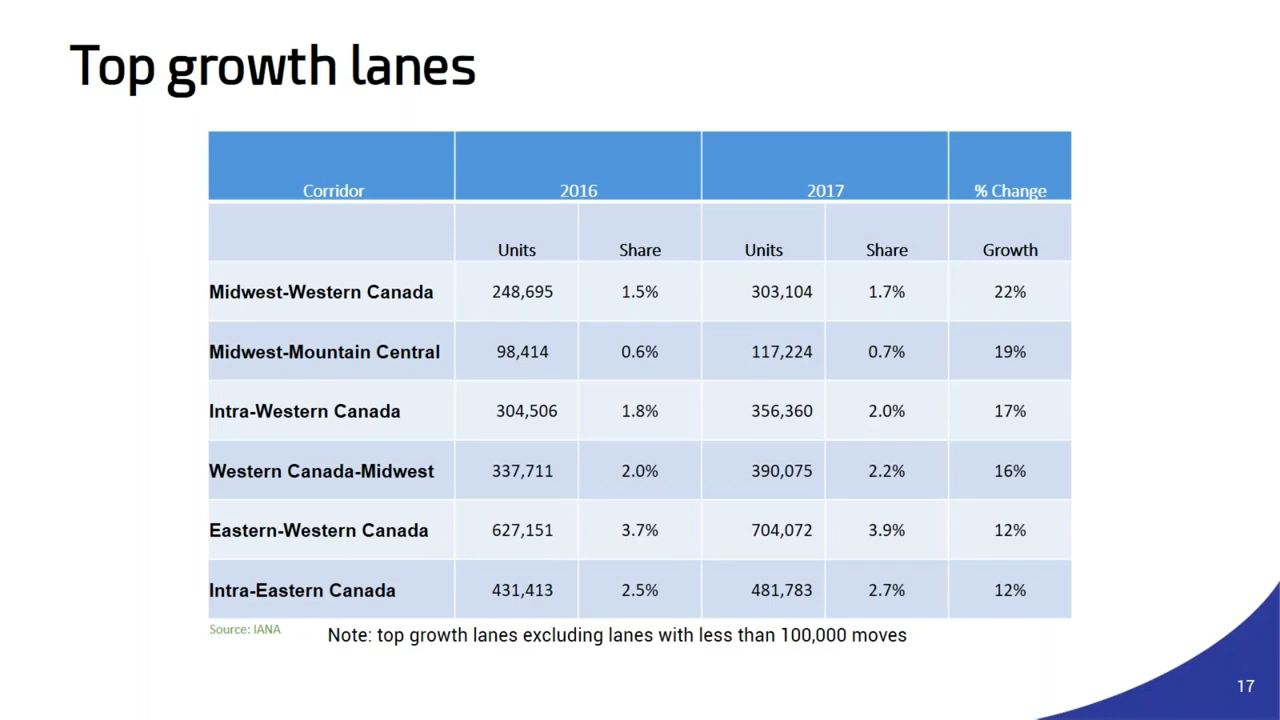 Top growth lanes
Corridor 2016 2017 % Change
Units Share Units Share Growth
Midwest-Western Canada 248,695 1.5% 303,104 1.7% 22%
Midwest-Mountain Central 98,414 0.6% 117,224 0.7% 19%
Intra-Western Canada 304,506 1.8% 356,360 2.0% 17%
Western Canada-Midwest 337,711 2.0% 390,075 2.2% 16%
Eastern-Western Canada 627,151 3.7% 704,072 3.9% 12%
Intra-Eastern Canada 431,413 2.5% 481,783 2.7% 12%
Source: IANA
Note: top growth lanes excluding lanes with less than 100,000 moves
17